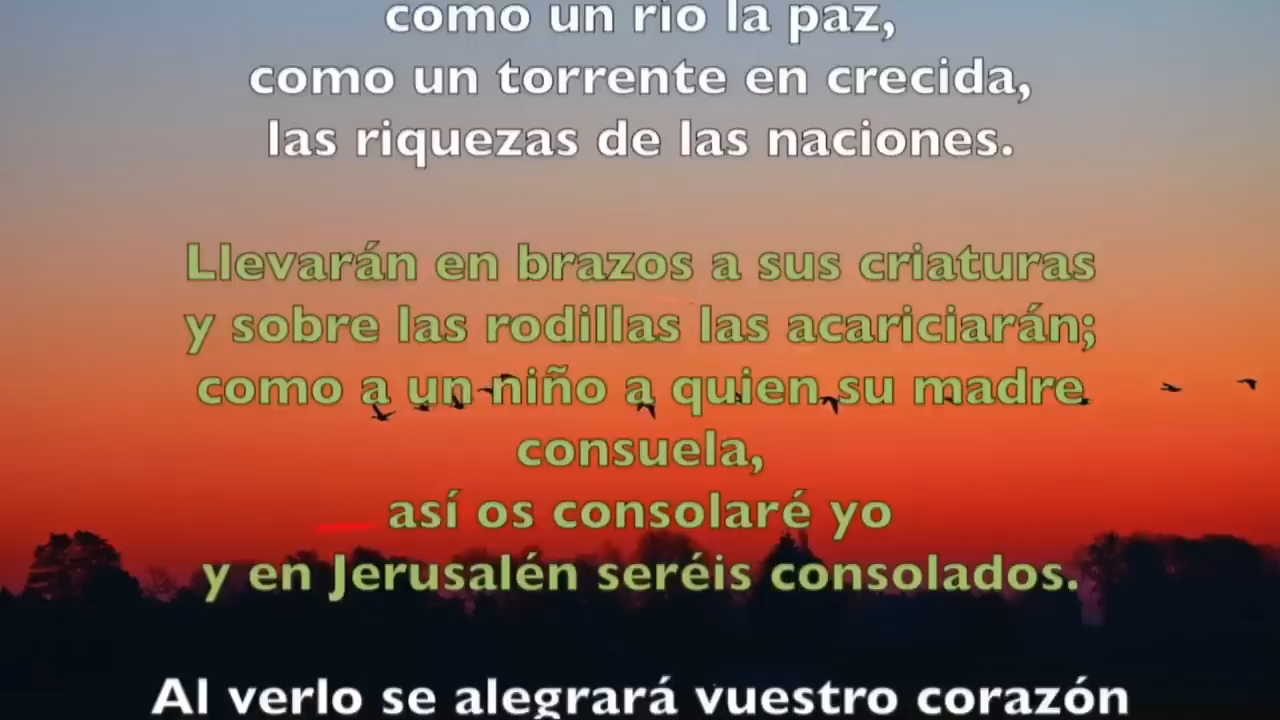 como un río la paz,
como un torrente en crecida,
las riquezas de las naciones.
Llevarán en brazos a sus criaturas
y sobre las rodillas las acariciarán;
como a un niño a quien su madre
consuela,
así os consolaré yo
y en Jerusalén seréis consolados.
Al verlo se alegrará vuestro corazón